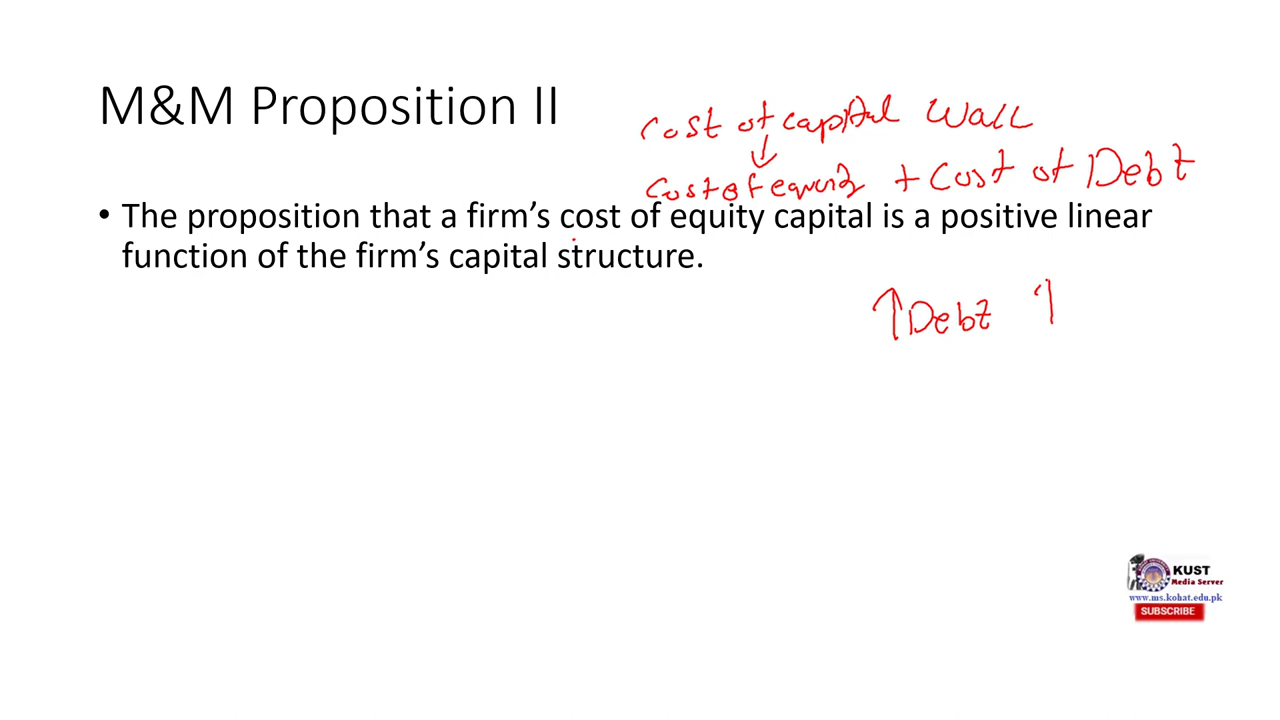 M&M Proposition II
Cost of capital Wacc
Cost of equity + Cost of Debt
• The proposition that a firm's cost of equity capital is a positive linear
function of the firm's capital structure.
↑ Debt ↑
KUST
Media Server
www.ms.kohat.edu.pk
SUBSCRIBE